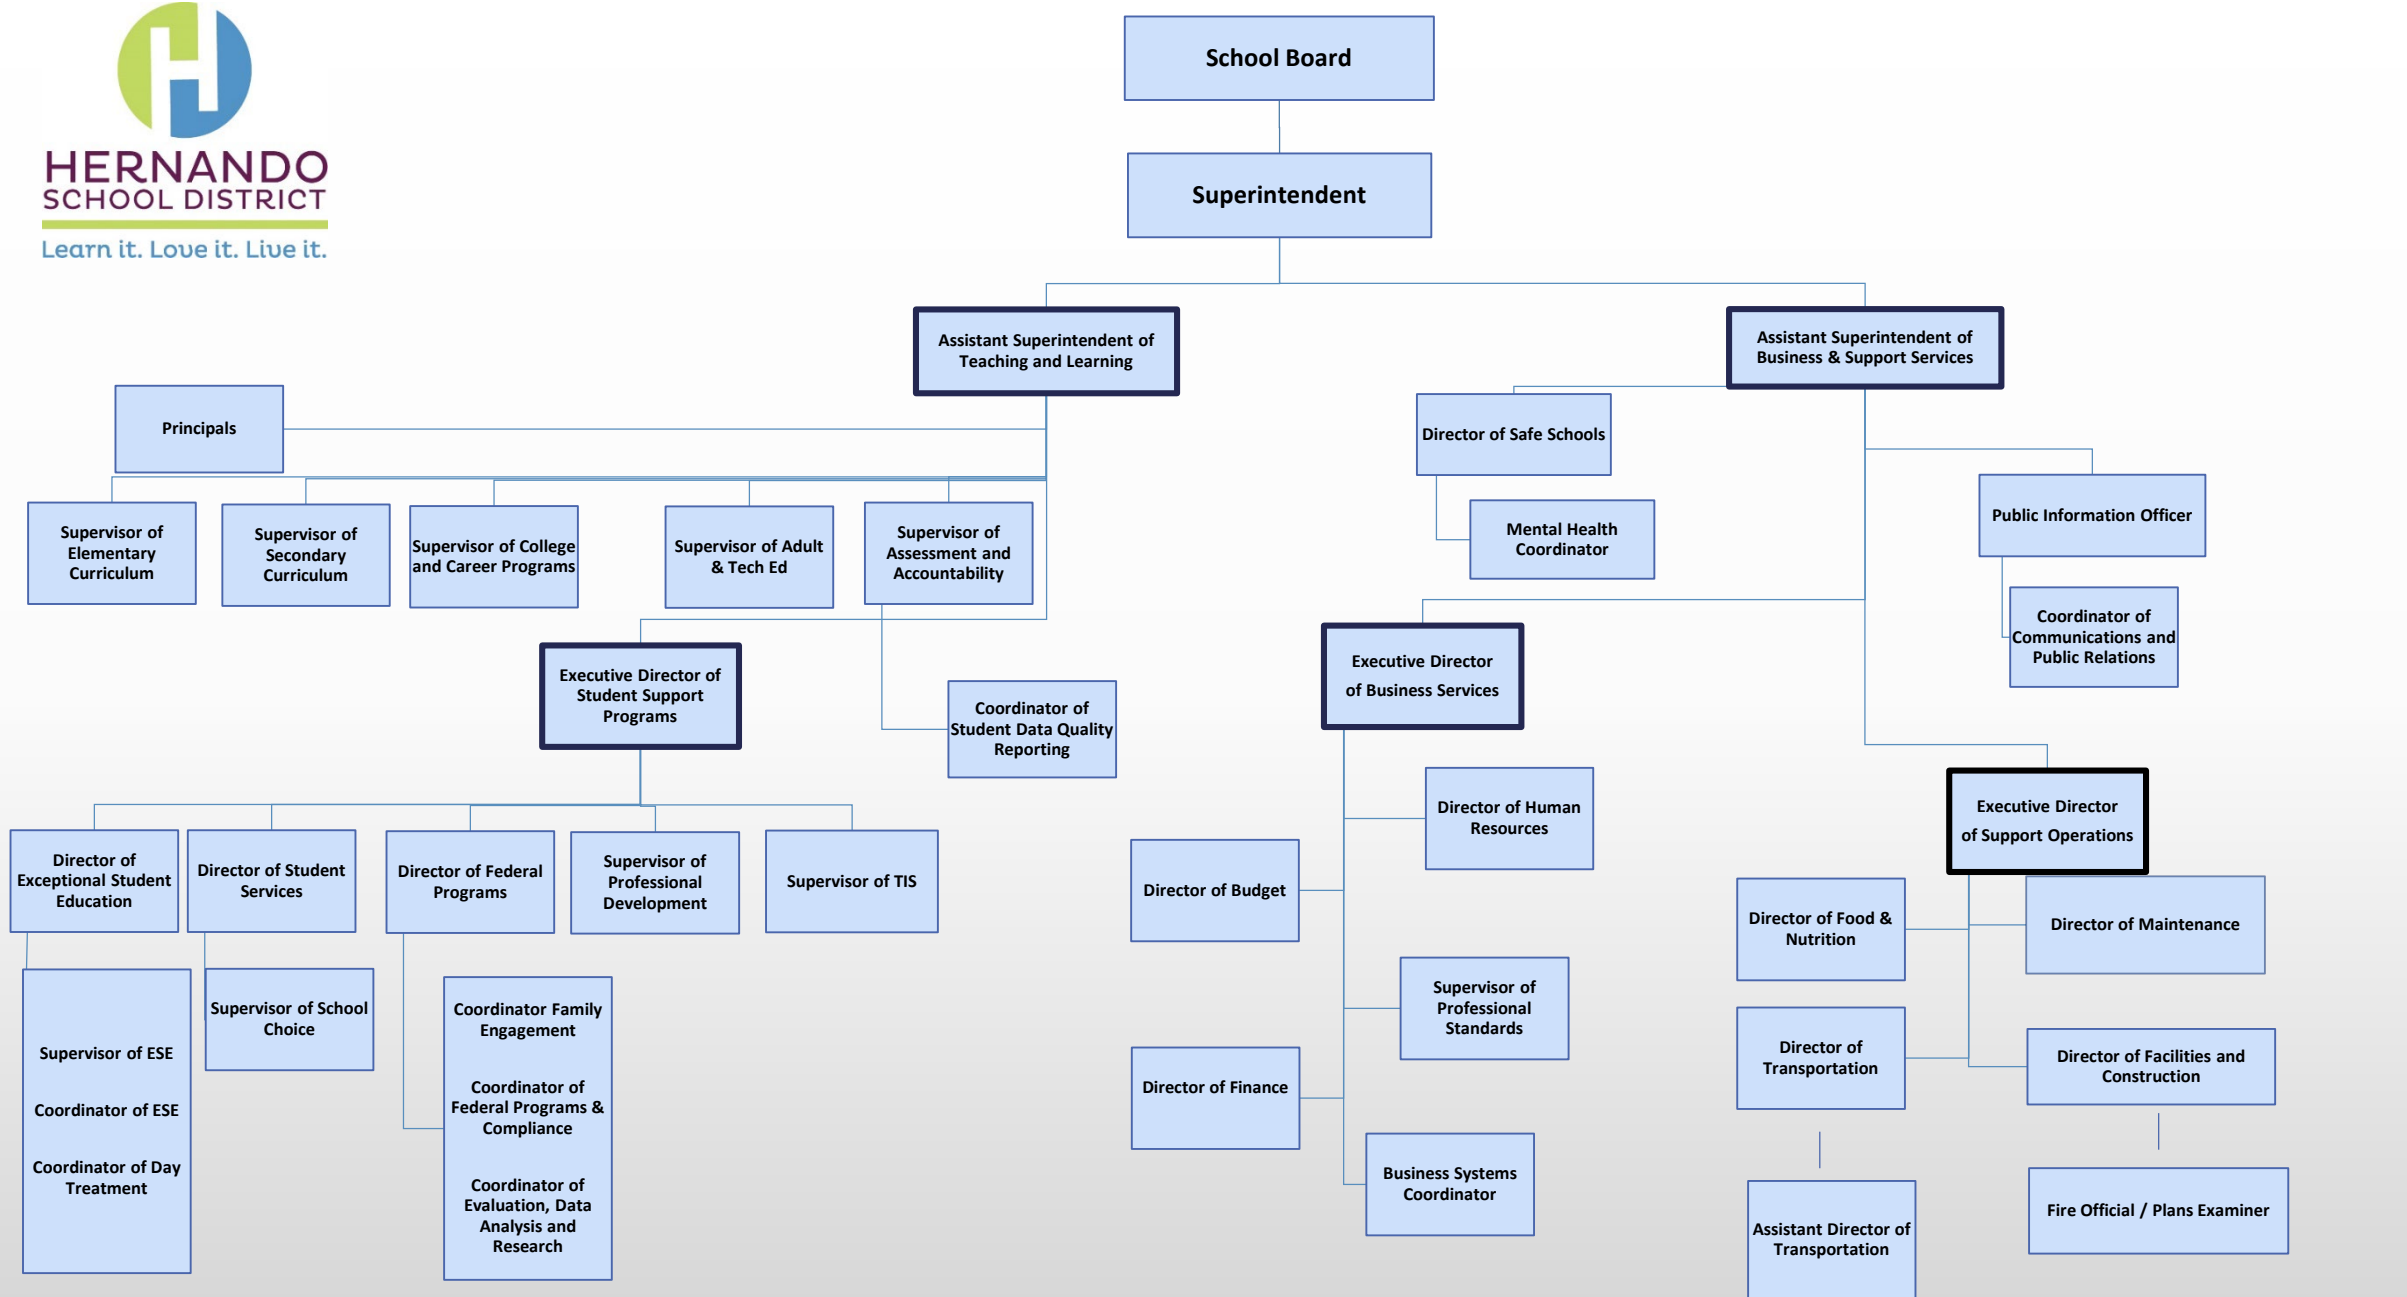 HERNANDO
SCHOOL DISTRICT
Learn it. Love it. Live it.
School Board
Superintendent
Assistant Superintendent of
Teaching and Learning
Assistant Superintendent of
Business & Support Services
Principals
Director of Safe Schools
Mental Health
Coordinator
Public Information Officer
Coordinator of
Communications and
Public Relations
Supervisor of
Elementary
Curriculum
Supervisor of
Secondary
Curriculum
Supervisor of College
and Career Programs
Supervisor of Adult
& Tech Ed
Supervisor of
Assessment and
Accountability
Executive Director of
Student Support
Programs
Coordinator of
Student Data Quality
Reporting
Executive Director
of Business Services
Executive Director
of Support Operations
Director of
Exceptional Student
Education
Director of Student
Services
Director of Federal
Programs
Supervisor of
Professional
Development
Supervisor of TIS
Supervisor of ESE
Coordinator of ESE
Coordinator of Day
Treatment
Supervisor of School
Choice
Coordinator Family
Engagement
Coordinator of
Federal Programs &
Compliance
Coordinator of
Evaluation, Data
Analysis and
Research
Director of Human
Resources
Director of Budget
Supervisor of
Professional
Standards
Director of Finance
Business Systems
Coordinator
Director of Food &
Nutrition
Director of Maintenance
Director of
Transportation
Director of Facilities and
Construction
Assistant Director of
Transportation
Fire Official / Plans Examiner